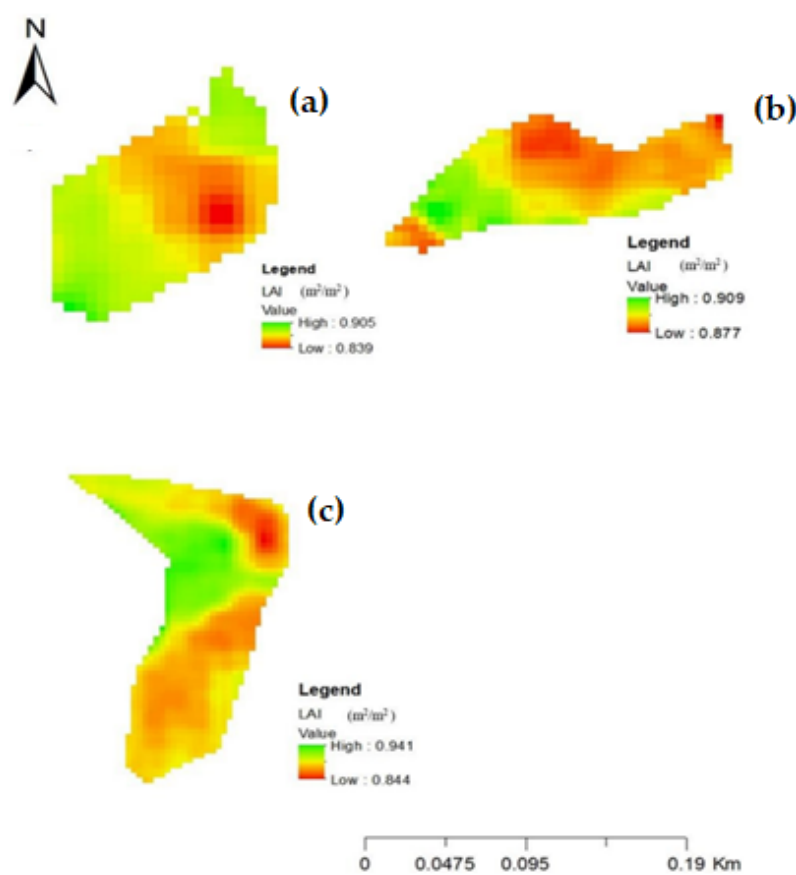 N
(a)
(b)
Legend
LAI (m²/m²)
Value
High : 0.905
Low : 0.839
Legend
LAI (m²/m²)
Value
High : 0.909
Low : 0.877
(c)
Legend
LAI (m²/m²)
Value
High : 0.941
Low : 0.844
0 0.0475 0.095 0.19 Km